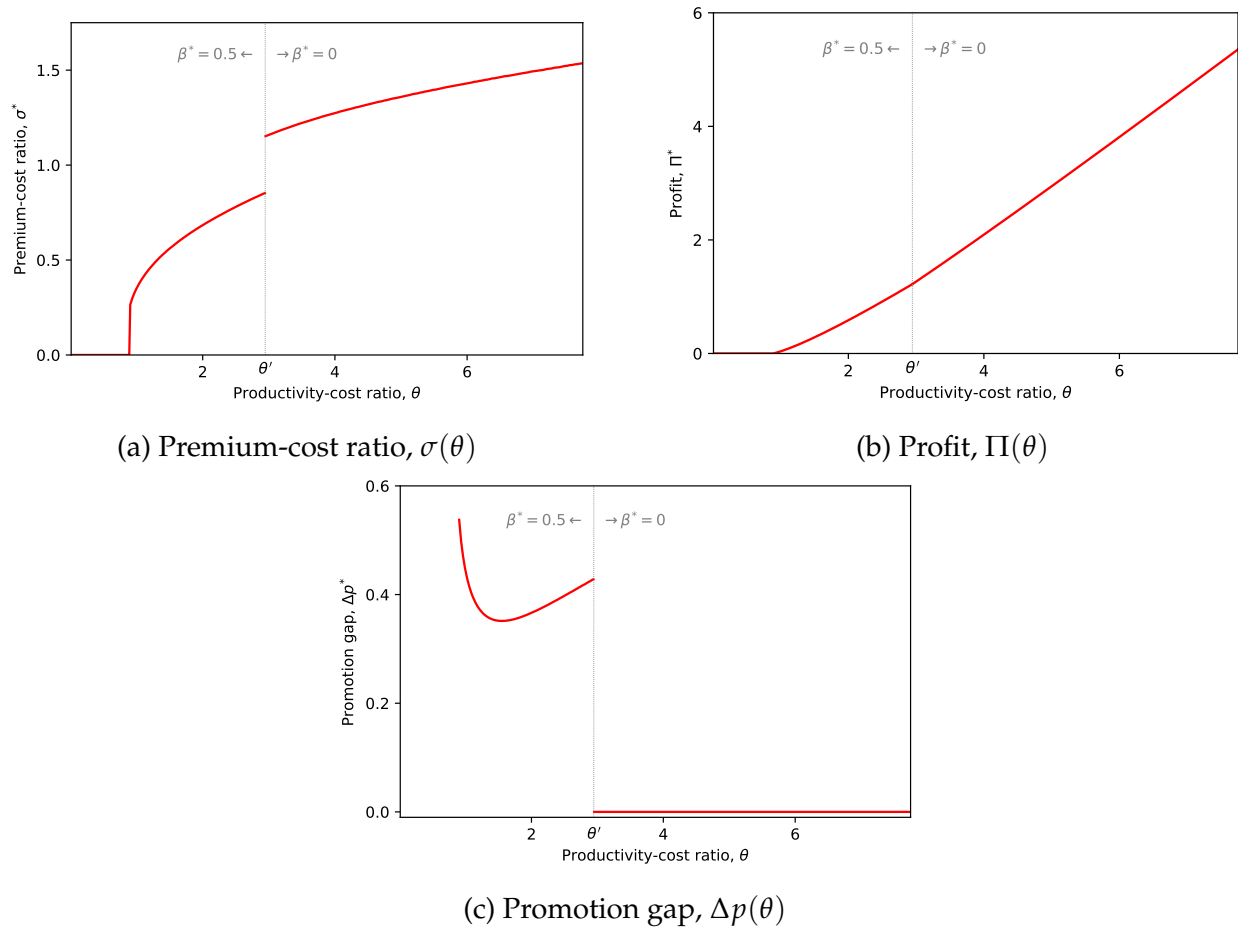 β* = 0.5 ← → β* = 0
Premium-cost ratio, σ*
1.5
1.0
0.5
0.0
2 θ′ 4 6
Productivity-cost ratio, θ
(a) Premium-cost ratio, σ(θ)
β* = 0.5 ← → β* = 0
Profit, Π*
6
4
2
0
2 θ′ 4 6
Productivity-cost ratio, θ
(b) Profit, Π(θ)
β* = 0.5 ← → β* = 0
Promotion gap, Δp*
0.6
0.4
0.2
0.0
2 θ′ 4 6
Productivity-cost ratio, θ
(c) Promotion gap, Δp(θ)